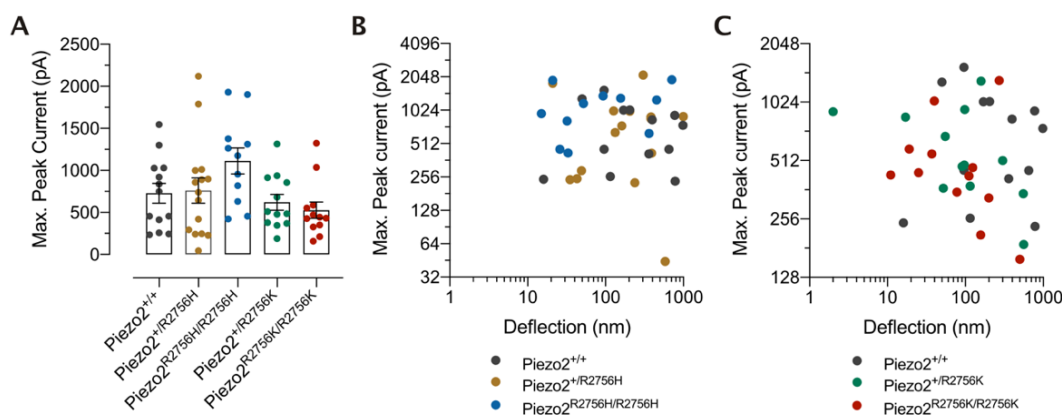 A
Max. Peak Current (pA)
2500
2000
1500
1000
500
0
Piezo2+/+
Piezo2+/R2756H
Piezo2R2756H/R2756H
Piezo2+/R2756K
Piezo2R2756K/R2756K
B
Max. Peak current (pA)
4096
2048
1024
512
256
128
64
32
1 10 100 1000
Deflection (nm)
Piezo2+/+
Piezo2+/R2756H
Piezo2R2756H/R2756H
C
Max. Peak current (pA)
2048
1024
512
256
128
1 10 100 1000
Deflection (nm)
Piezo2+/+
Piezo2+/R2756K
Piezo2R2756K/R2756K